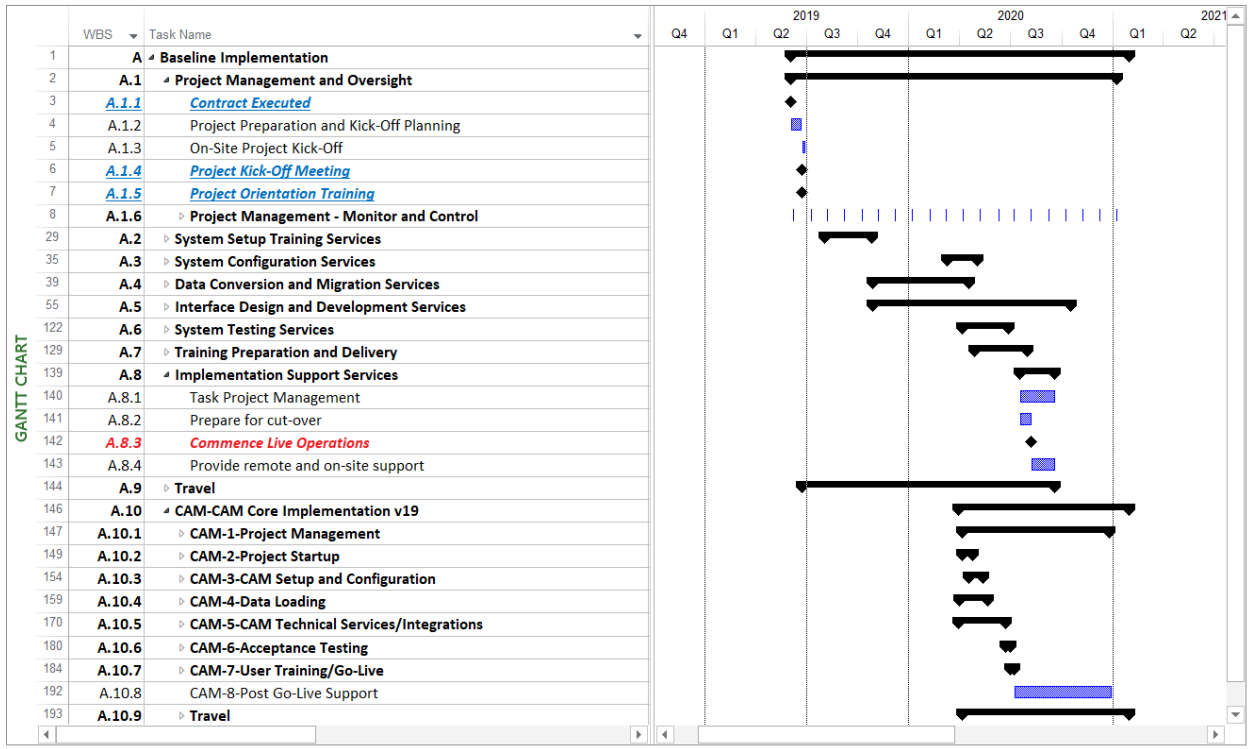 2019 2020 2021
WBS Task Name Q4 Q1 Q2 Q3 Q4 Q1 Q2 Q3 Q4 Q1 Q2
1 A Baseline Implementation
2 A.1 Project Management and Oversight
3 A.1.1 Contract Executed
4 A.1.2 Project Preparation and Kick-Off Planning
5 A.1.3 On-Site Project Kick-Off
6 A.1.4 Project Kick-Off Meeting
7 A.1.5 Project Orientation Training
8 A.1.6 Project Management - Monitor and Control
29 A.2 System Setup Training Services
35 A.3 System Configuration Services
39 A.4 Data Conversion and Migration Services
55 A.5 Interface Design and Development Services
122 A.6 System Testing Services
129 A.7 Training Preparation and Delivery
139 A.8 Implementation Support Services
140 A.8.1 Task Project Management
141 A.8.2 Prepare for cut-over
142 A.8.3 Commence Live Operations
143 A.8.4 Provide remote and on-site support
144 A.9 Travel
146 A.10 CAM-CAM Core Implementation v19
147 A.10.1 CAM-1-Project Management
149 A.10.2 CAM-2-Project Startup
154 A.10.3 CAM-3-CAM Setup and Configuration
159 A.10.4 CAM-4-Data Loading
170 A.10.5 CAM-5-CAM Technical Services/Integrations
180 A.10.6 CAM-6-Acceptance Testing
184 A.10.7 CAM-7-User Training/Go-Live
192 A.10.8 CAM-8-Post Go-Live Support
193 A.10.9 Travel
GANTT CHART